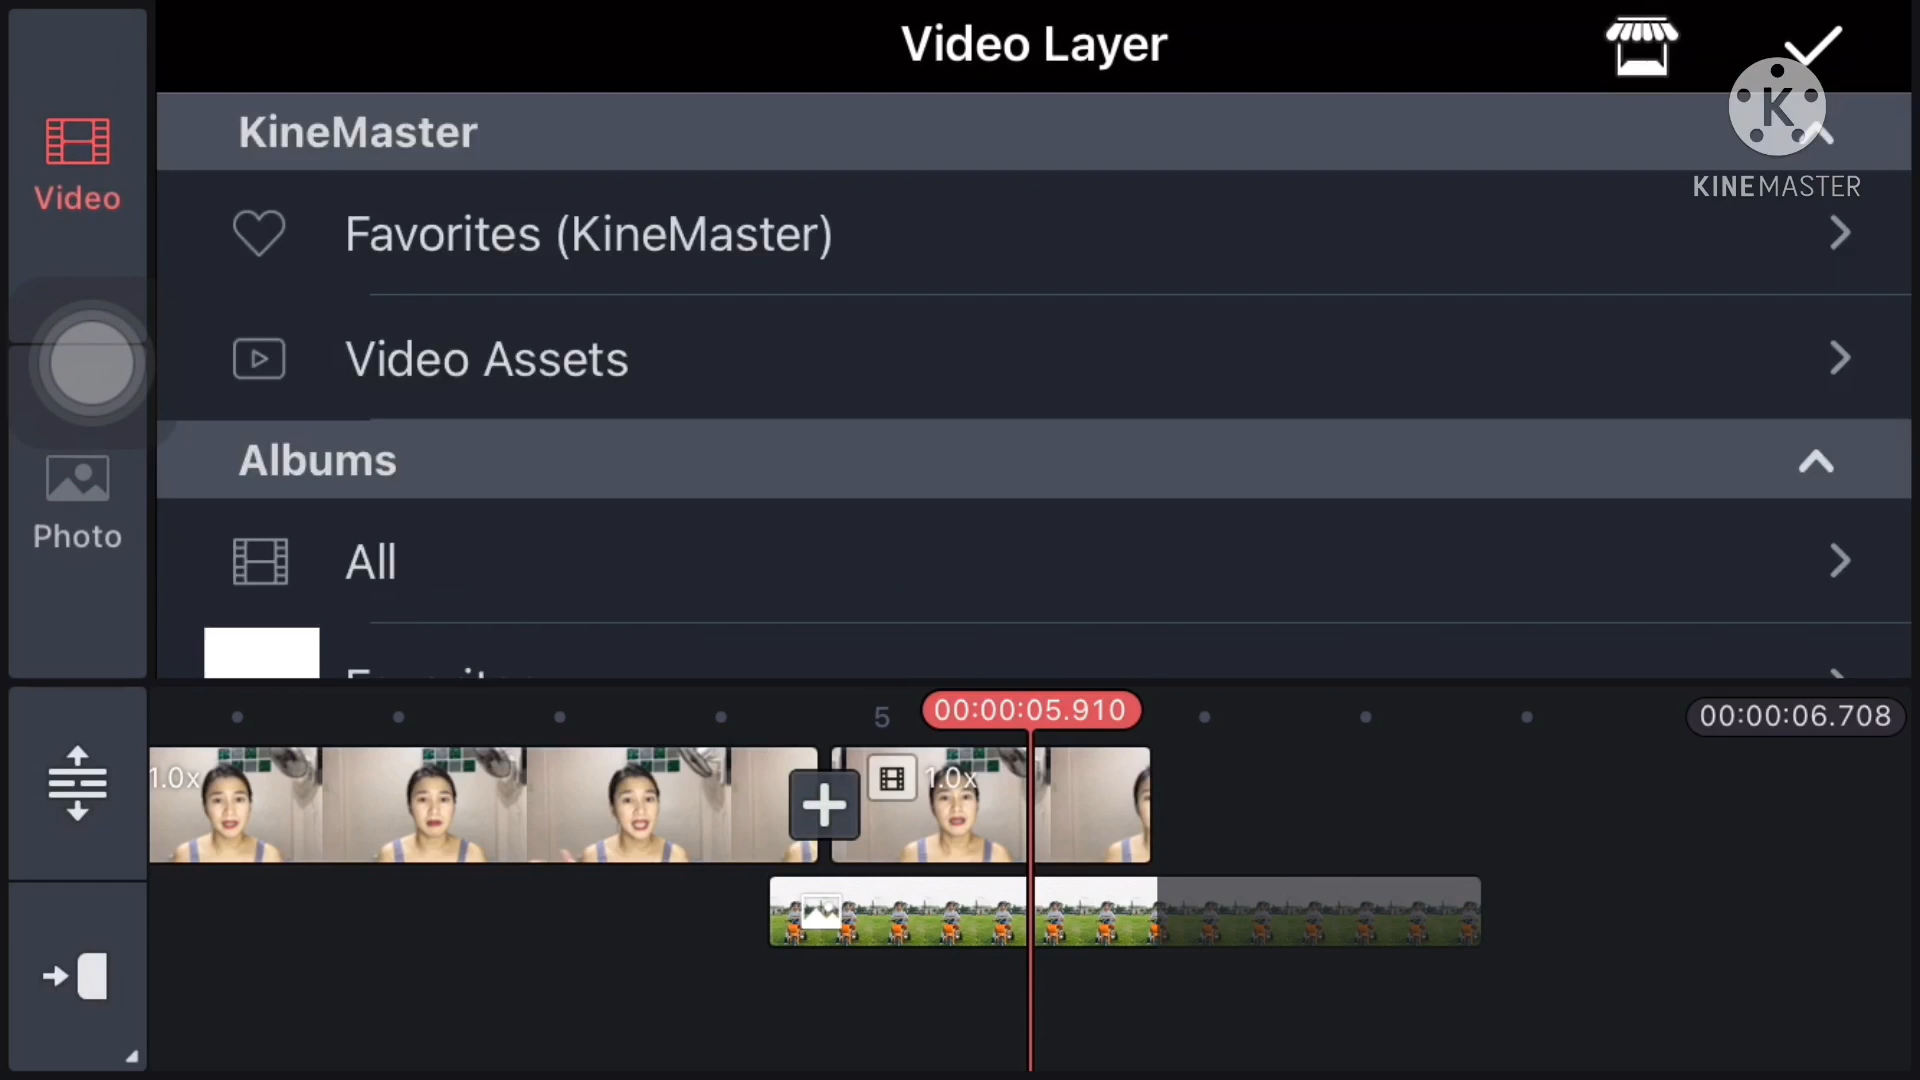 Video Layer
KineMaster
KINEMASTER
Video
Favorites (KineMaster)
Video Assets
Albums
Photo
All
5
00:00:05.910
00:00:06.708
1.0x
1.0x